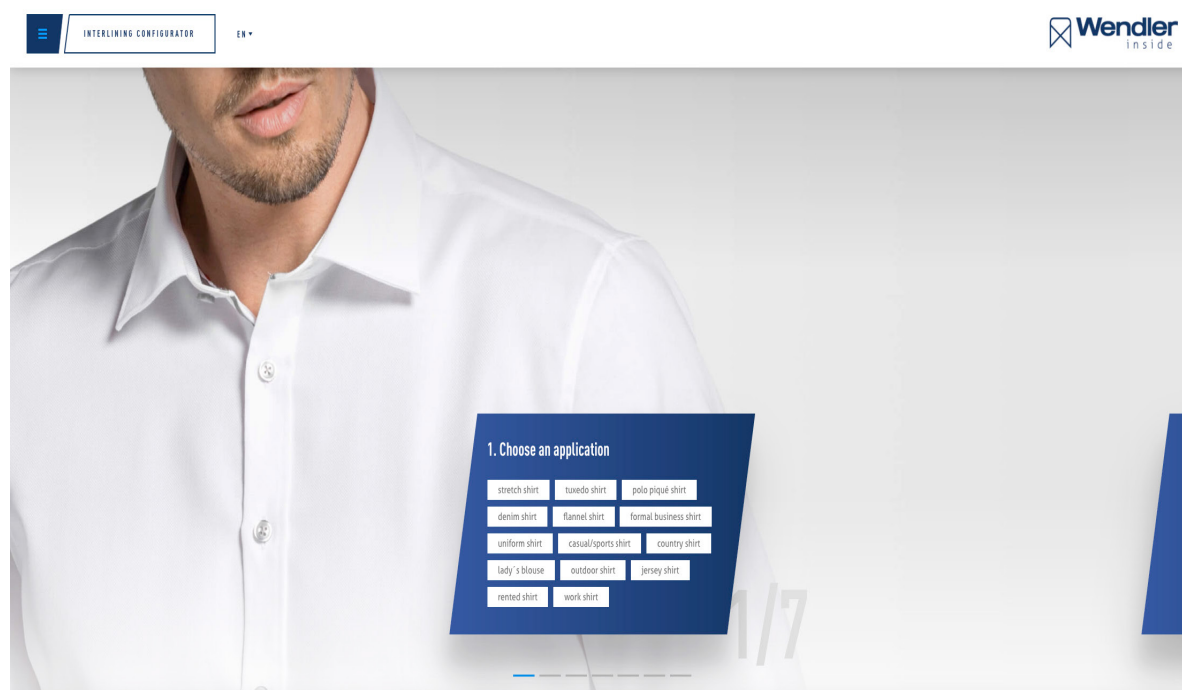 INTERLINING CONFIGURATOR
EN
Wendler
inside
1. Choose an application
stretch shirt tuxedo shirt polo piqué shirt
denim shirt flannel shirt formal business shirt
uniform shirt casual/sports shirt country shirt
lady´s blouse outdoor shirt jersey shirt
rented shirt work shirt
1/7